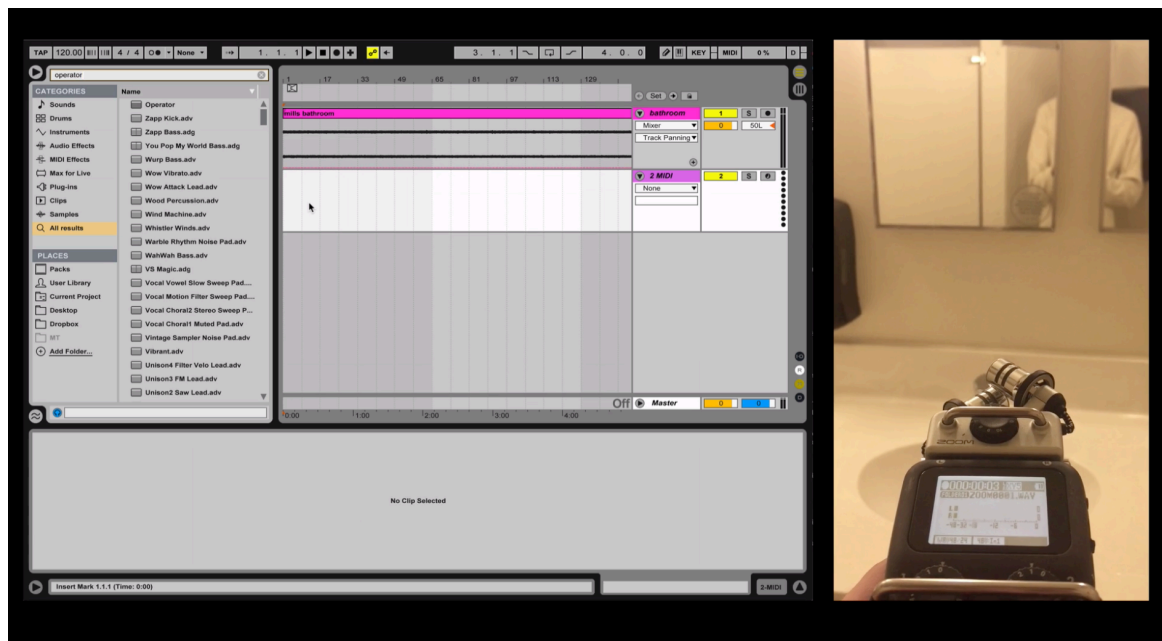 TAP 120.00 4 / 4 None 1. 1. 1 3. 1. 1 4. 0. 0 KEY MIDI 0 % D
operator
CATEGORIES
Sounds
Drums
Instruments
Audio Effects
MIDI Effects
Max for Live
Plug-ins
Clips
Samples
All results
PLACES
Packs
User Library
Current Project
Desktop
Dropbox
MT
Add Folder...
Name
Operator
Zapp Kick.adv
Zapp Bass.adg
You Pop My World Bass.adg
Wurp Bass.adv
Wow Vibrato.adv
Wow Attack Lead.adv
Wood Percussion.adv
Wind Machine.adv
Whistler Winds.adv
Warble Rhythm Noise Pad.adv
WahWah Bass.adv
VS Magic.adg
Vocal Vowel Slow Sweep Pad....
Vocal Motion Filter Sweep Pad....
Vocal Choral2 Stereo Sweep P...
Vocal Choral1 Muted Pad.adv
Vintage Sampler Noise Pad.adv
Vibrant.adv
Unison4 Filter Velo Lead.adv
Unison3 FM Lead.adv
Unison2 Saw Lead.adv
1 17 33 49 65 81 97 113 129
Set
mills bathroom
bathroom 1 S
Mixer 0 50L
Track Panning
2 MIDI 2 S
None
Off Master 0 0
0:00 1:00 2:00 3:00 4:00
No Clip Selected
Insert Mark 1.1.1 (Time: 0:00)
2-MIDI
ZOOM
ZOOM0001.WAV